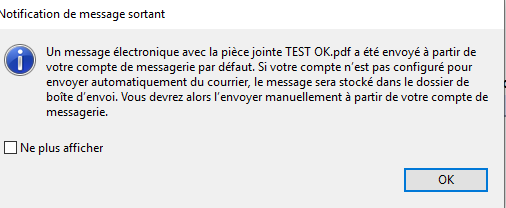 Notification de message sortant
Un message électronique avec la pièce jointe TEST OK.pdf a été envoyé à partir de
votre compte de messagerie par défaut. Si votre compte n'est pas configuré pour
envoyer automatiquement du courrier, le message sera stocké dans le dossier de
boîte d'envoi. Vous devrez alors l'envoyer manuellement à partir de votre compte de
messagerie.
Ne plus afficher
OK